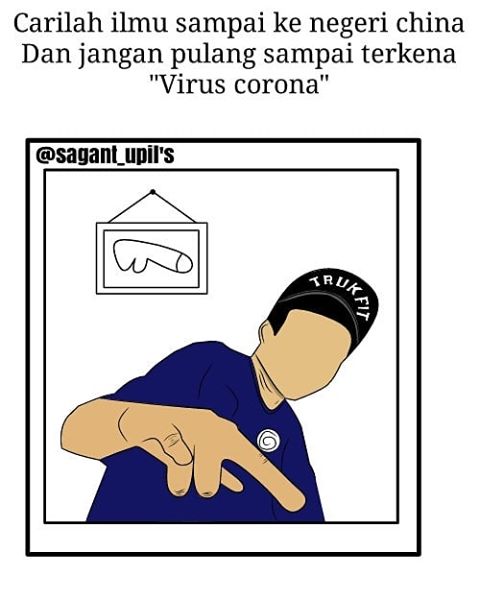 Carilah ilmu sampai ke negeri china
Dan jangan pulang sampai terkena
"Virus corona"
@sagant_upil's
TRUKFIT